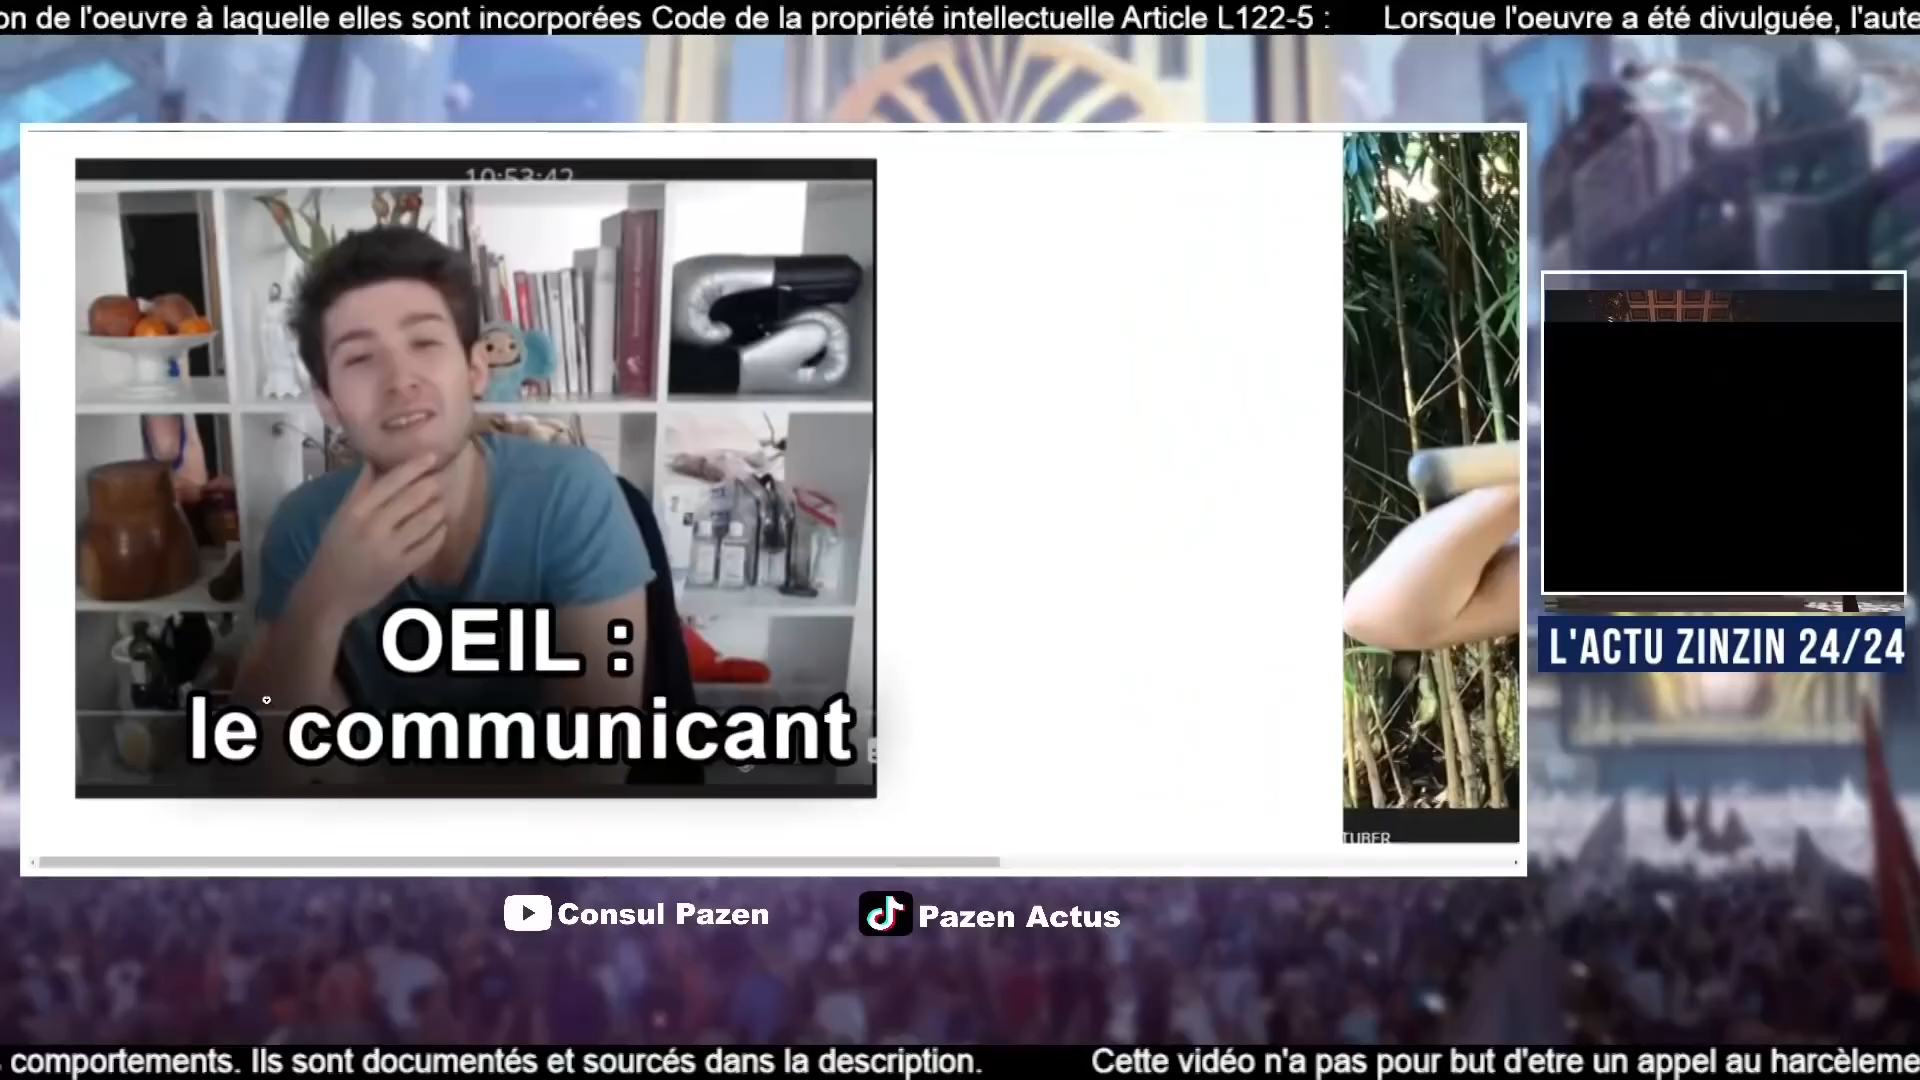 on de l'oeuvre à laquelle elles sont incorporées Code de la propriété intellectuelle Article L122-5 : Lorsque l'oeuvre a été divulguée, l'aute
10:53:42
OEIL :
le communicant
TUBER
L'ACTU ZINZIN 24/24
Consul Pazen
Pazen Actus
comportements. Ils sont documentés et sourcés dans la description. Cette vidéo n'a pas pour but d'etre un appel au harcèleme